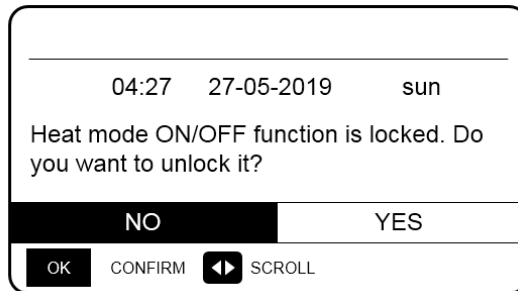 04:27 27-05-2019 sun
Heat mode ON/OFF function is locked. Do
you want to unlock it?
NO YES
OK CONFIRM SCROLL